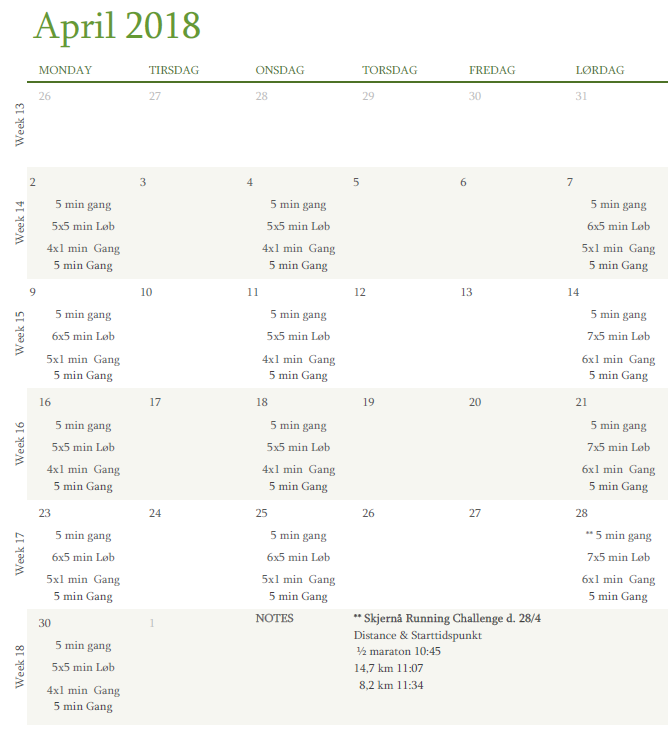 April 2018
MONDAY TIRSDAG ONSDAG TORSDAG FREDAG LØRDAG
Week 13
26 27 28 29 30 31
Week 14
2 3 4 5 6 7
5 min gang 5 min gang 5 min gang
5x5 min Løb 5x5 min Løb 6x5 min Løb
4x1 min Gang 4x1 min Gang 5x1 min Gang
5 min Gang 5 min Gang 5 min Gang
Week 15
9 10 11 12 13 14
5 min gang 5 min gang 5 min gang
6x5 min Løb 5x5 min Løb 7x5 min Løb
5x1 min Gang 4x1 min Gang 6x1 min Gang
5 min Gang 5 min Gang 5 min Gang
Week 16
16 17 18 19 20 21
5 min gang 5 min gang 5 min gang
5x5 min Løb 5x5 min Løb 7x5 min Løb
4x1 min Gang 4x1 min Gang 6x1 min Gang
5 min Gang 5 min Gang 5 min Gang
Week 17
23 24 25 26 27 28
5 min gang 5 min gang ** 5 min gang
6x5 min Løb 6x5 min Løb 7x5 min Løb
5x1 min Gang 5x1 min Gang 6x1 min Gang
5 min Gang 5 min Gang 5 min Gang
Week 18
30 1 NOTES ** Skjernå Running Challenge d. 28/4
5 min gang
5x5 min Løb
4x1 min Gang
5 min Gang
Distance & Starttidspunkt
½ maraton 10:45
14,7 km 11:07
8,2 km 11:34